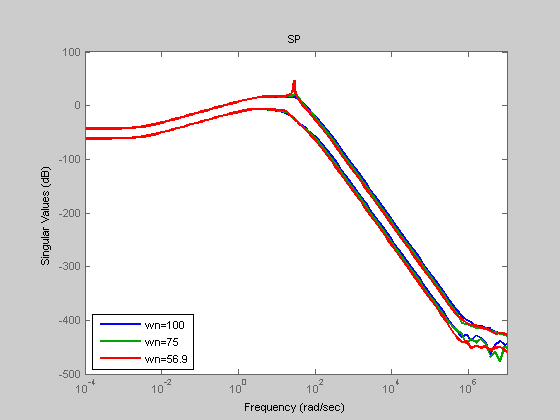 SP
100
0
-100
-200
-300
-400
-500
Singular Values (dB)
wn=100
wn=75
wn=56.9
10^-4 10^-2 10^0 10^2 10^4 10^6
Frequency (rad/sec)